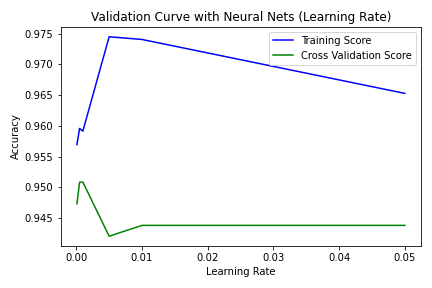 Validation Curve with Neural Nets (Learning Rate)
Training Score
Cross Validation Score
0.975
0.970
0.965
0.960
0.955
0.950
0.945
Accuracy
0.00 0.01 0.02 0.03 0.04 0.05
Learning Rate